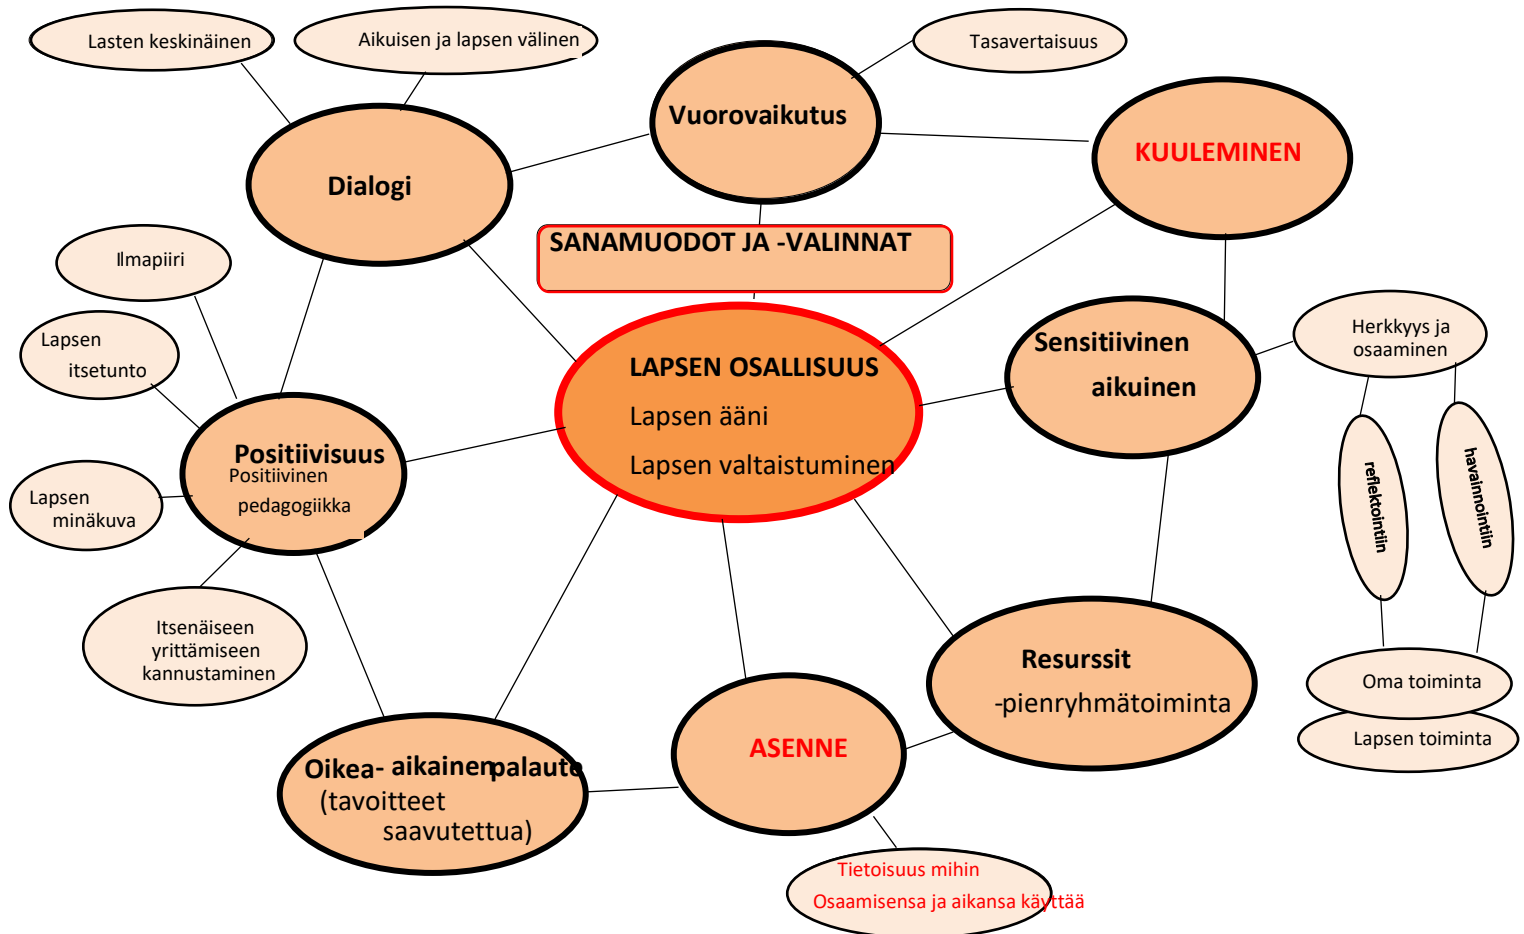 Lasten keskinäinen
Aikuisen ja lapsen välinen
Tasavertaisuus
Vuorovaikutus
KUULEMINEN
Dialogi
SANAMUODOT JA -VALINNAT
Ilmapiiri
Lapsen
itsetunto
LAPSEN OSALLISUUS
Lapsen ääni
Lapsen valtaistuminen
Sensitiivinen
aikuinen
Herkkyys ja
osaaminen
reflektointiin
havainnointiin
Positiivisuus
Positiivinen
pedagogiikka
Lapsen
minäkuva
Itsenäiseen
yrittämiseen
kannustaminen
Resurssit
-pienryhmätoiminta
Oma toiminta
Lapsen toiminta
Oikea- aikainen palaute
(tavoitteet
saavutettua)
ASENNE
Tietoisuus mihin
Osaamisensa ja aikansa käyttää